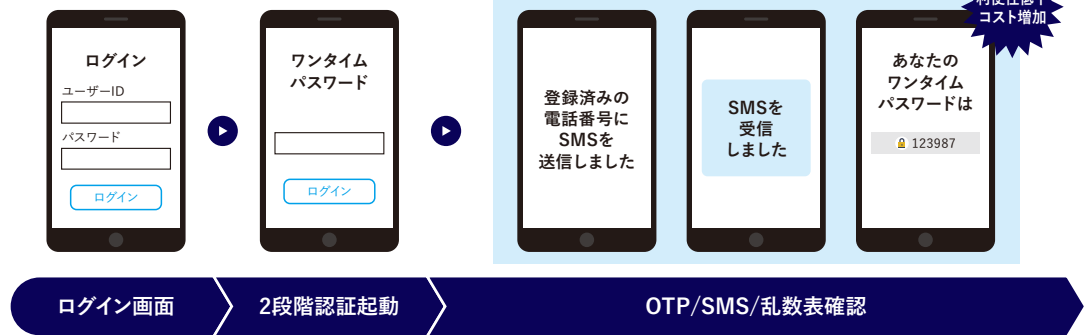 コスト増加
ログイン
ユーザーID
パスワード
ログイン
ワンタイム
パスワード
ログイン
登録済みの
電話番号に
SMSを
送信しました
SMSを
受信
しました
あなたの
ワンタイム
パスワードは
123987
ログイン画面
2段階認証起動
OTP/SMS/乱数表確認